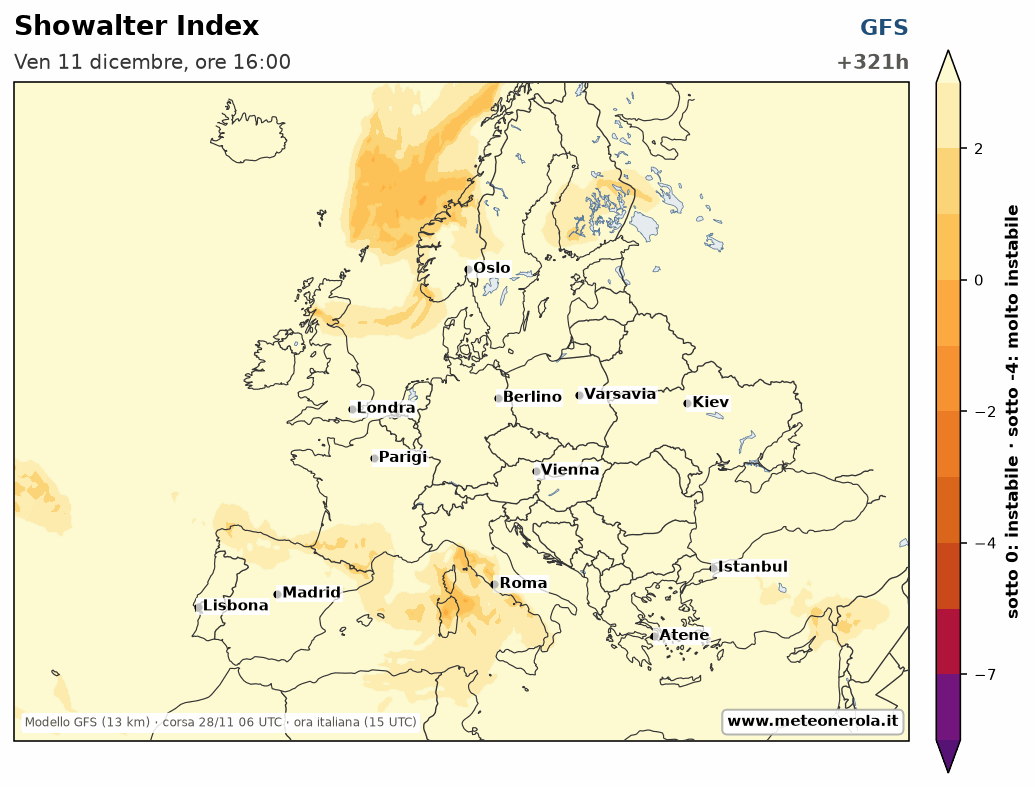 Showalter Index
GFS
Ven 11 dicembre, ore 16:00
+321h
2
0
−2
−4
−7
sotto 0: instabile · sotto -4: molto instabile
Oslo
Londra
Berlino
Varsavia
Kiev
Parigi
Vienna
Istanbul
Roma
Madrid
Lisbona
Atene
Modello GFS (13 km) · corsa 28/11 06 UTC · ora italiana (15 UTC)
www.meteonerola.it